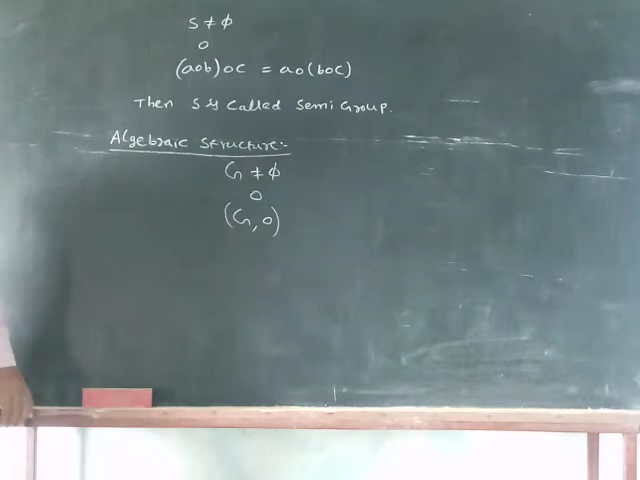 S ≠ ϕ
o
(aob)oc = ao(boc)
Then S is called Semi Group.
Algebraic structure:-
G ≠ ϕ
o
(G, o)